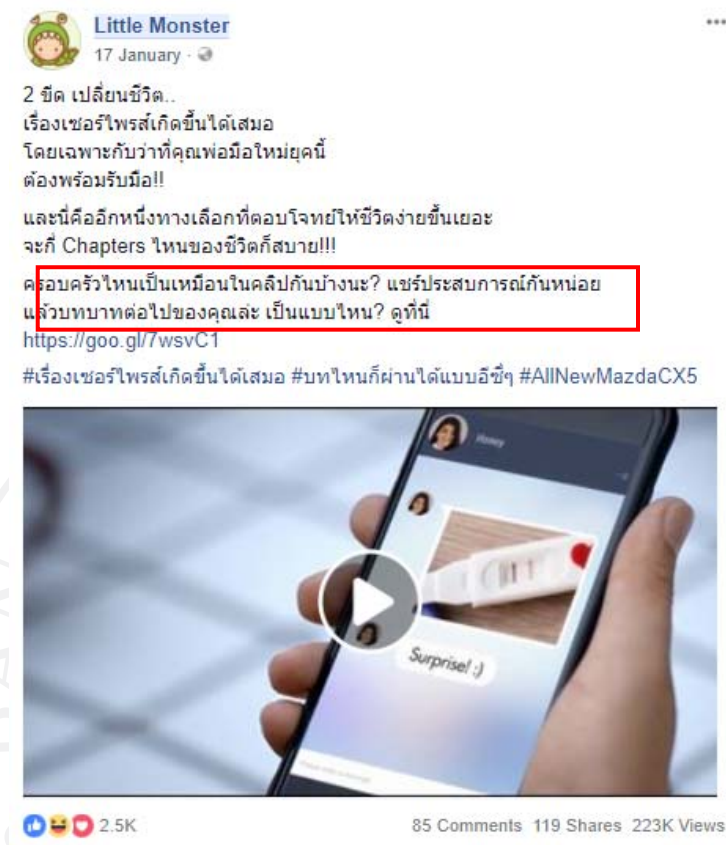 Little Monster
17 January
2 ขีด เปลี่ยนชีวิต..
เรื่องเซอร์ไพรส์เกิดขึ้นได้เสมอ
โดยเฉพาะกับว่าที่คุณพ่อมือใหม่ยุคนี้
ต้องพร้อมรับมือ!!
และนี่คืออีกหนึ่งทางเลือกที่ตอบโจทย์ให้ชีวิตง่ายขึ้นเยอะ
จะกี่ Chapters ไหนของชีวิตก็สบาย!!!
ครอบครัวไหนเป็นเหมือนในคลิปกันบ้างนะ? แชร์ประสบการณ์กันหน่อย
แล้วบทบาทต่อไปของคุณล่ะ เป็นแบบไหน? ดูที่นี่
https://goo.gl/7wsvC1
#เรื่องเซอร์ไพรส์เกิดขึ้นได้เสมอ #บทไหนก็ผ่านได้แบบอีซี่ๆ #AllNewMazdaCX5
Honey
Surprise! :)
2.5K
85 Comments 119 Shares 223K Views